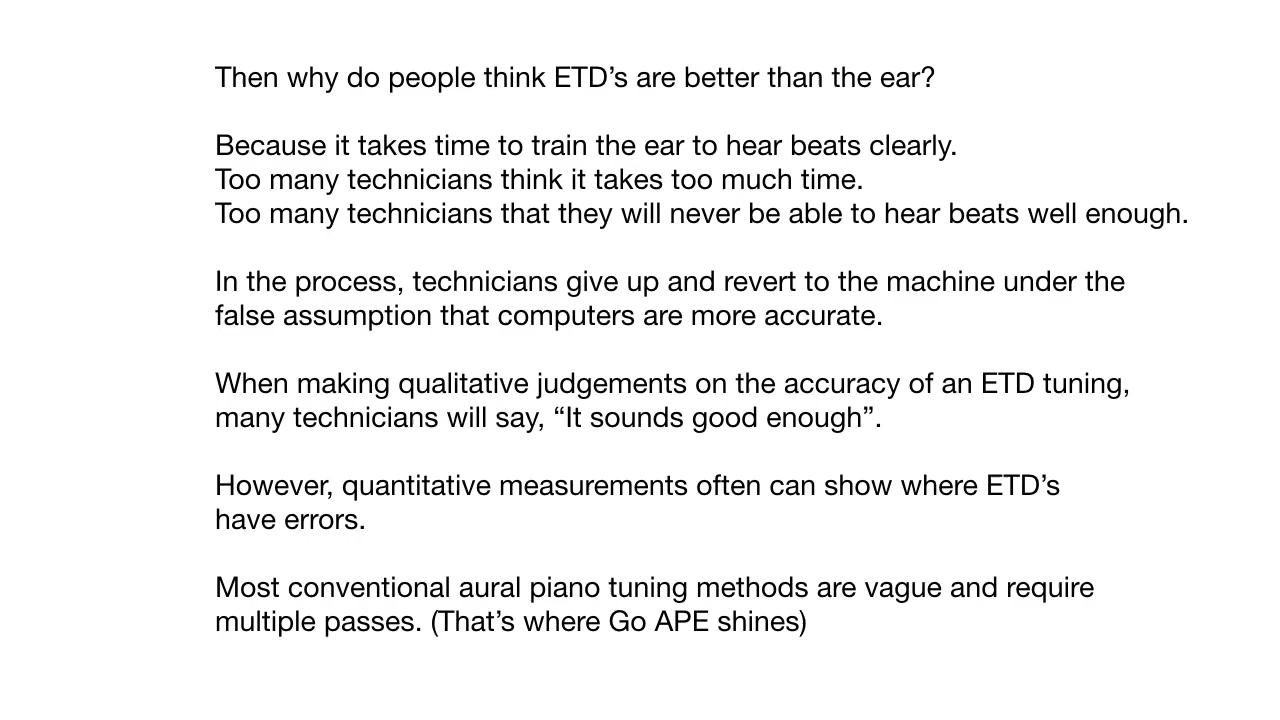 Then why do people think ETD’s are better than the ear?
Because it takes time to train the ear to hear beats clearly.
Too many technicians think it takes too much time.
Too many technicians that they will never be able to hear beats well enough.
In the process, technicians give up and revert to the machine under the
false assumption that computers are more accurate.
When making qualitative judgements on the accuracy of an ETD tuning,
many technicians will say, “It sounds good enough”.
However, quantitative measurements often can show where ETD’s
have errors.
Most conventional aural piano tuning methods are vague and require
multiple passes. (That’s where Go APE shines)